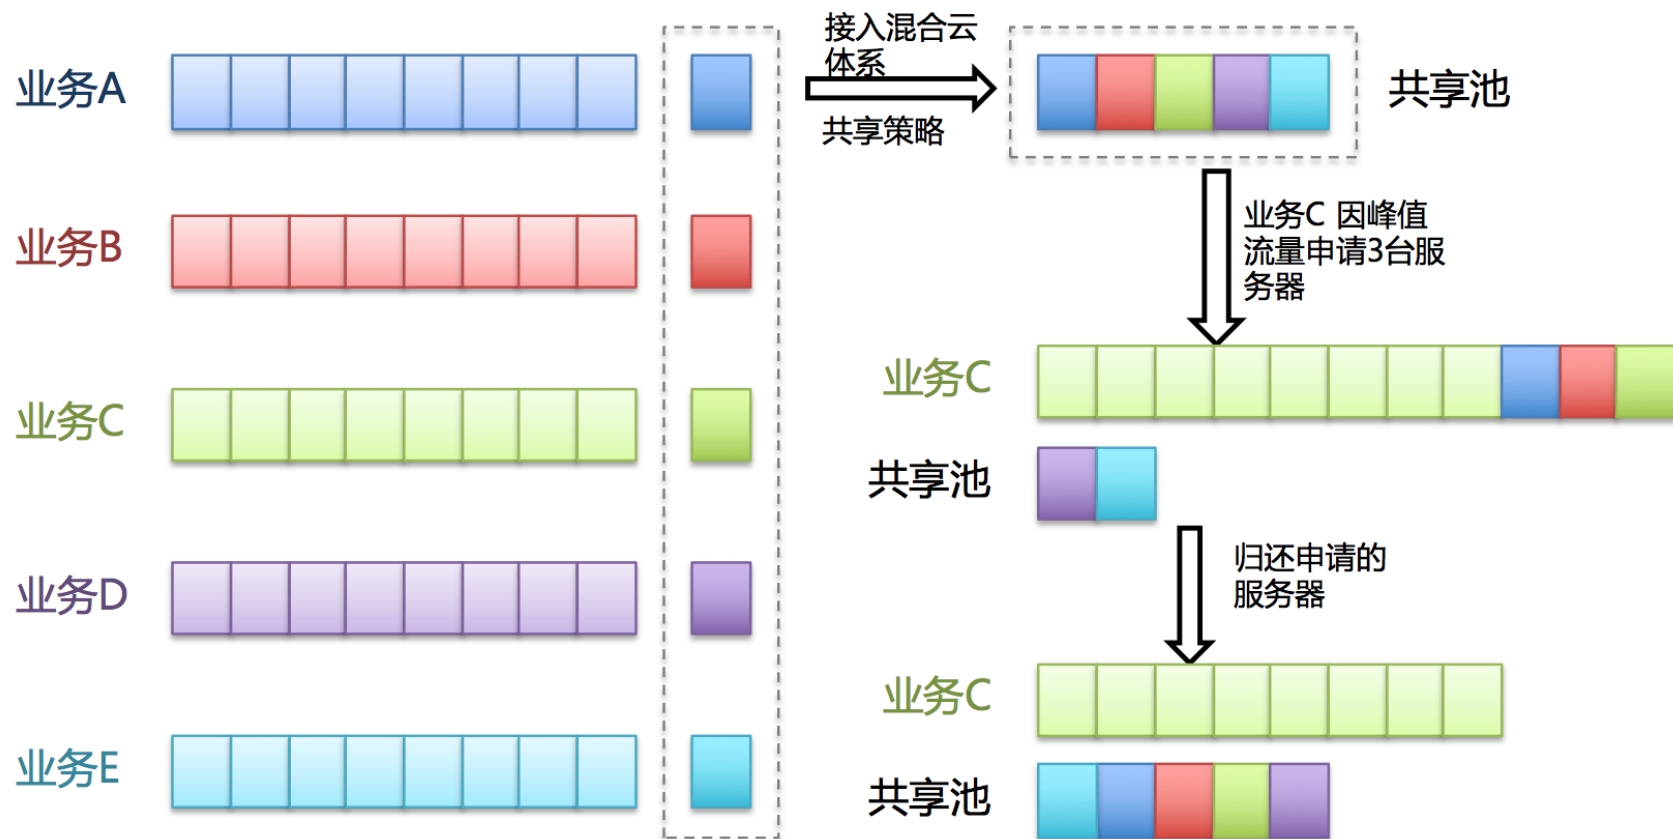 业务A
业务B
业务C
业务D
业务E
接入混合云
体系
共享策略
共享池
业务C 因峰值
流量申请3台服
务器
业务C
共享池
归还申请的
服务器
业务C
共享池